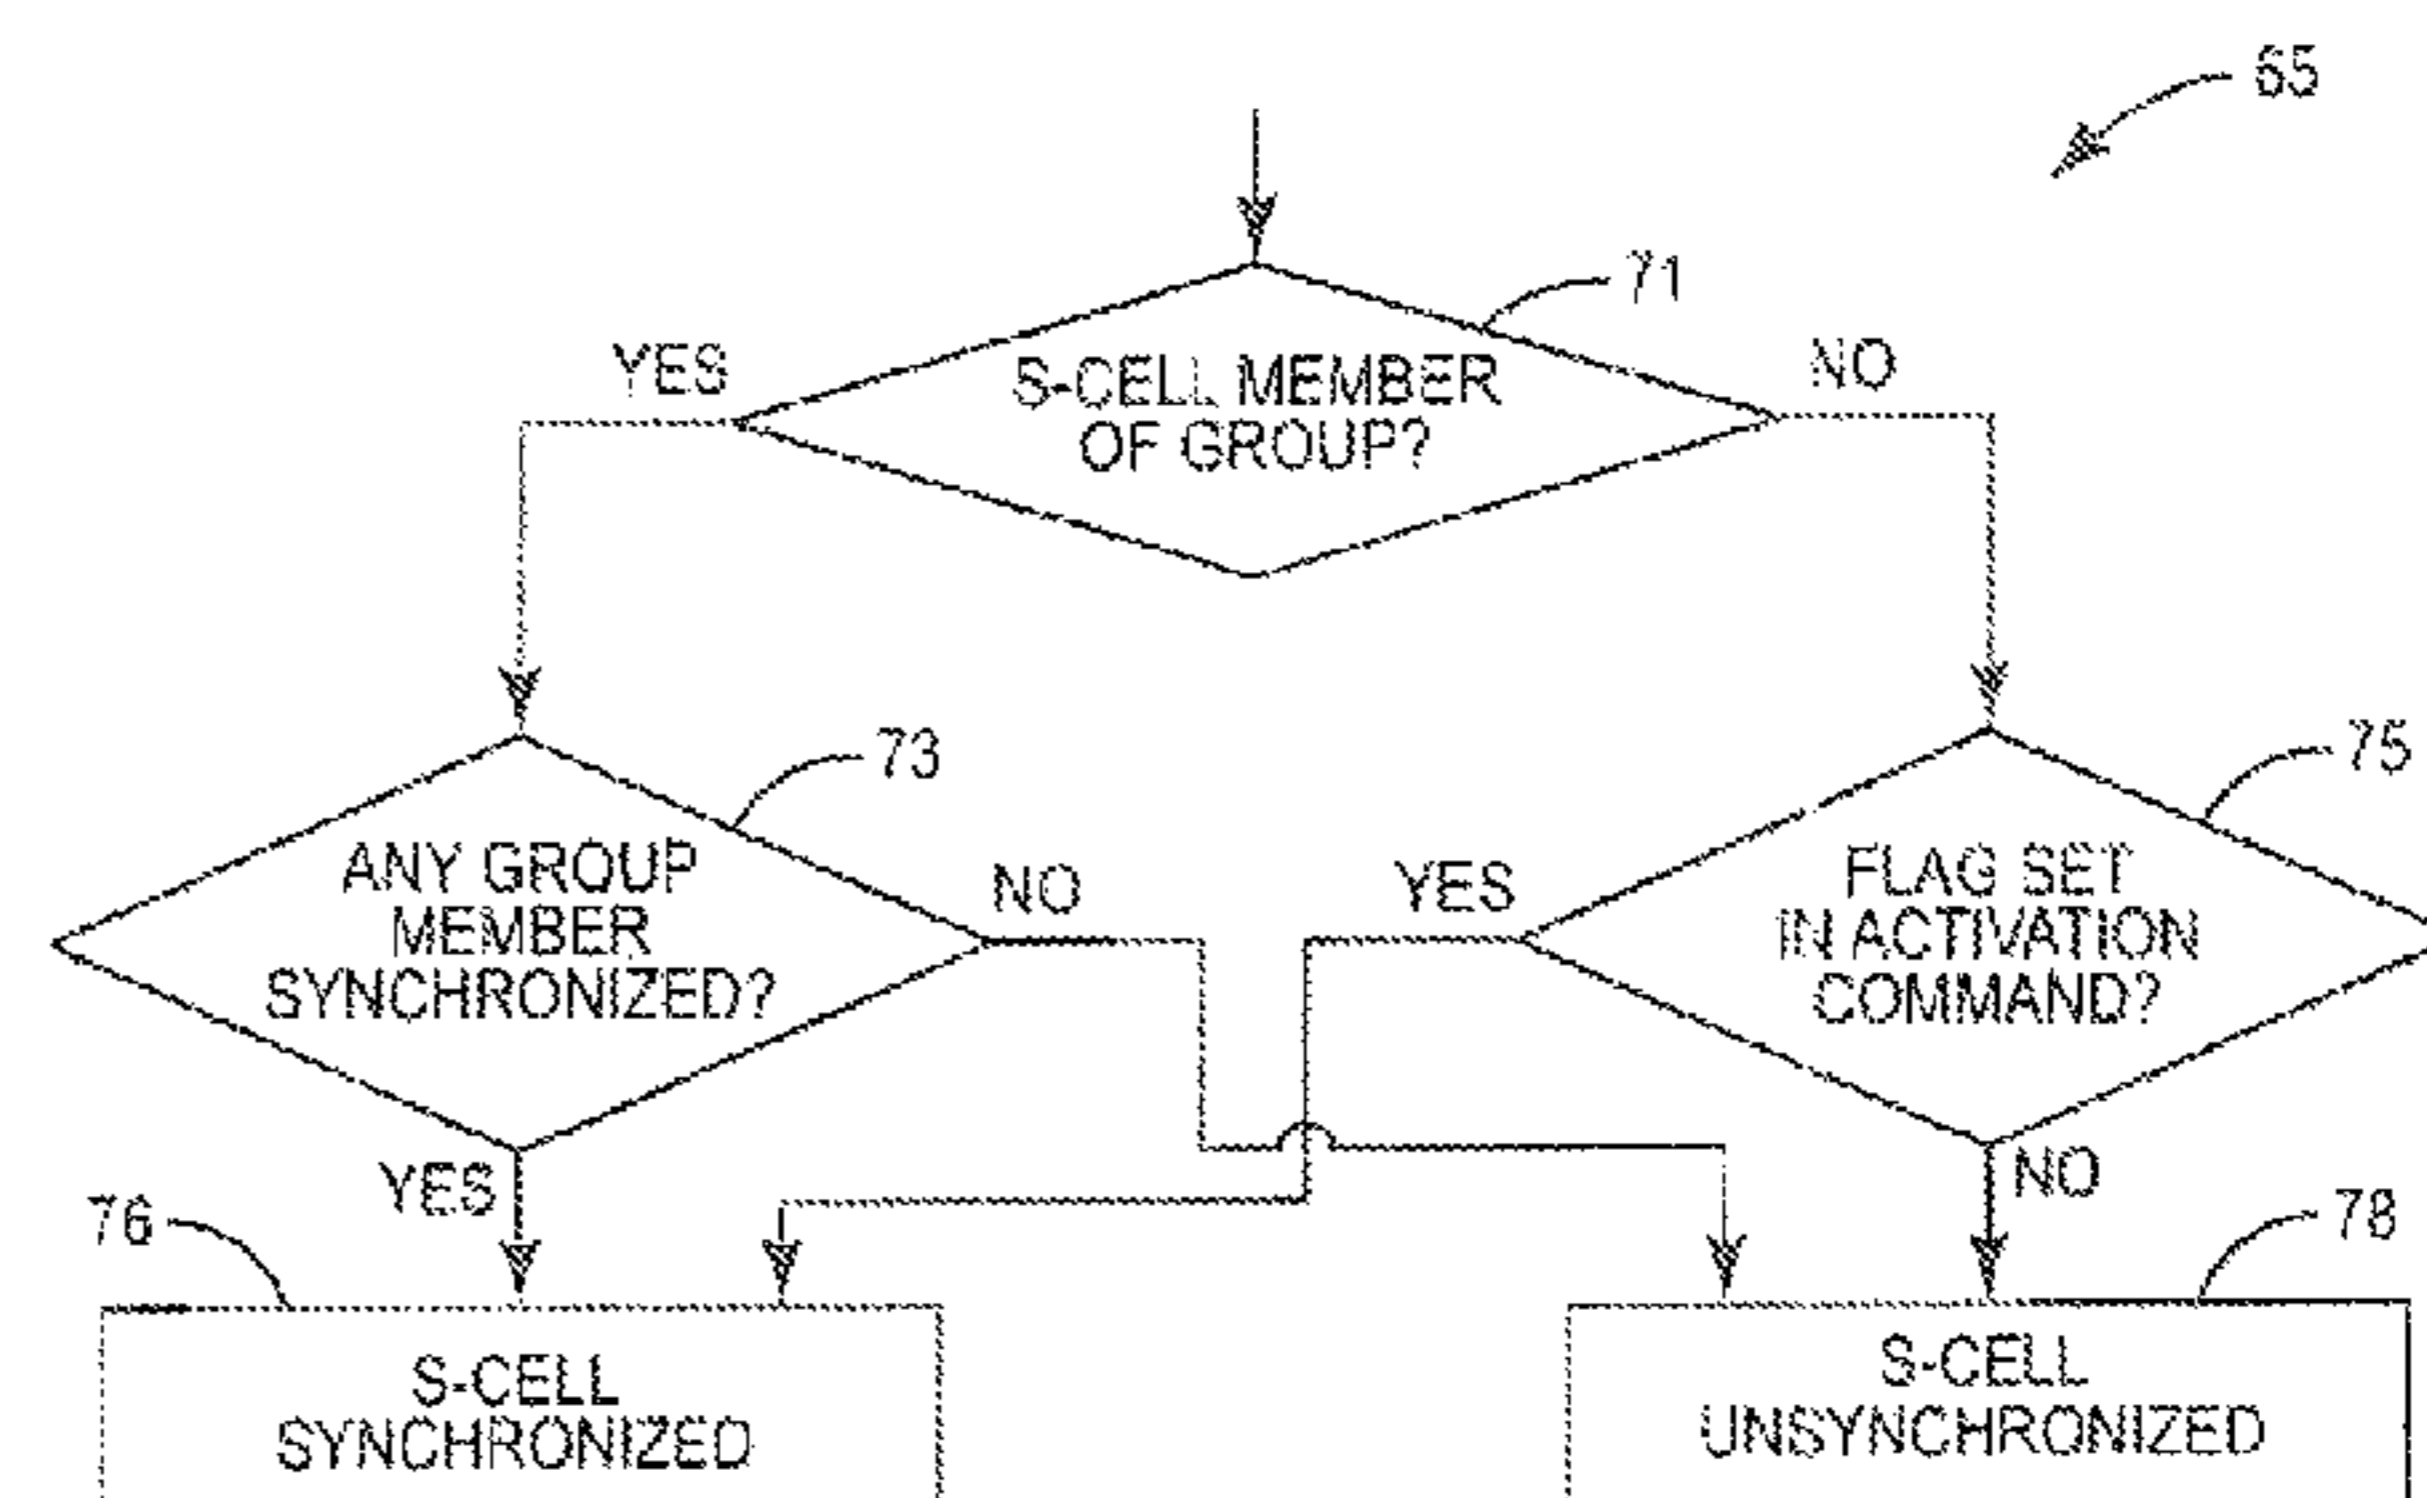 65
71
YES
NO
S-CELL MEMBER
OF GROUP?
73
75
ANY GROUP
MEMBER
SYNCHRONIZED?
NO
YES
FLAG SET
IN ACTIVATION
COMMAND?
YES
NO
76
78
S-CELL
SYNCHRONIZED
S-CELL
UNSYNCHRONIZED